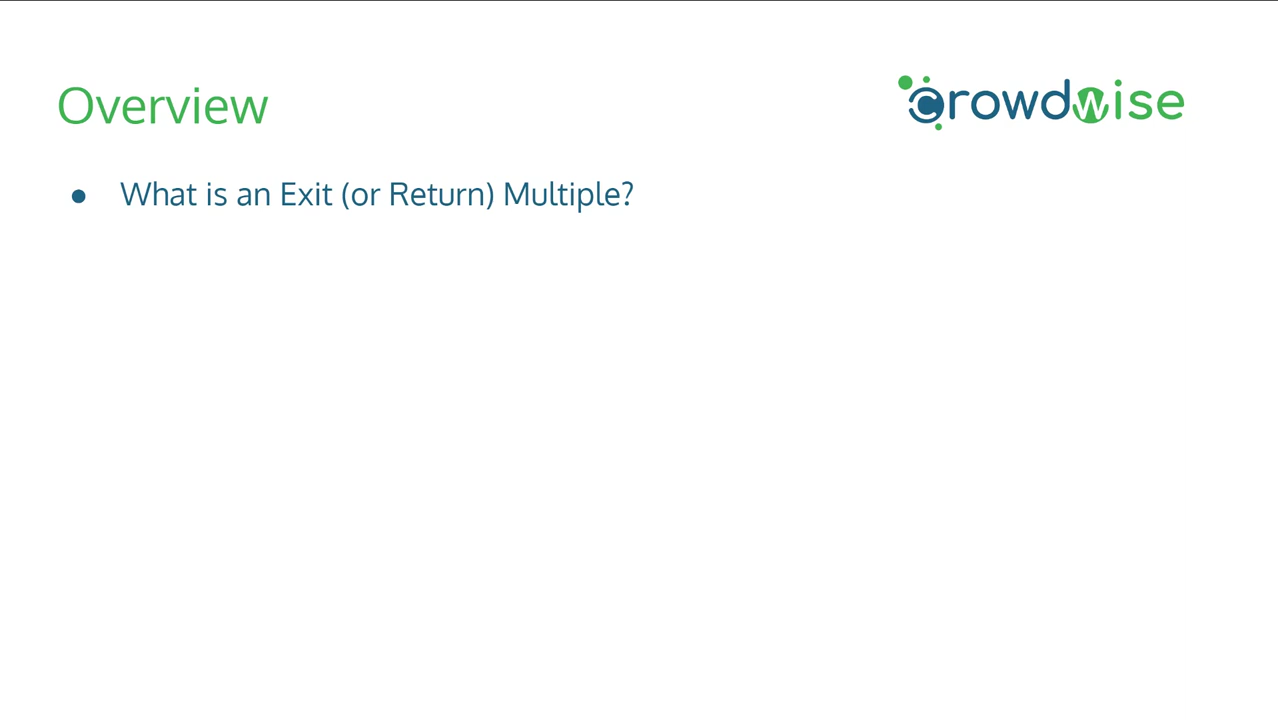 Overview
crowdwise
● What is an Exit (or Return) Multiple?